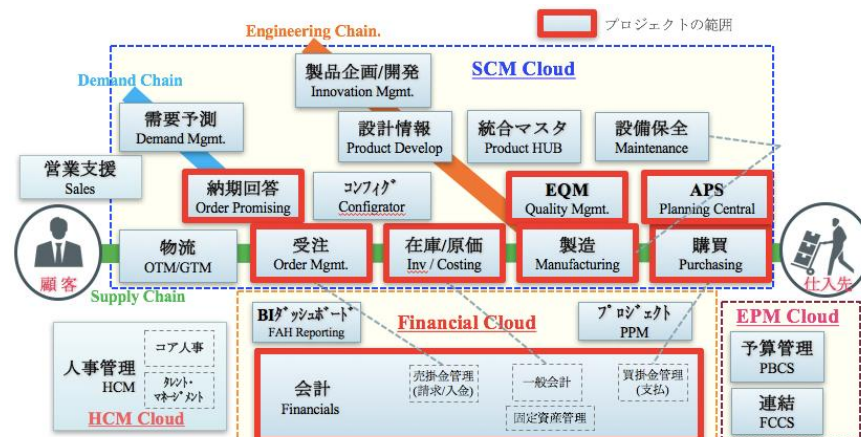 Engineering Chain.
プロジェクトの範囲
製品企画/開発
Innovation Mgmt.
SCM Cloud
Demand Chain
需要予測
Demand Mgmt.
設計情報
Product Develop
統合マスタ
Product HUB
設備保全
Maintenance
営業支援
Sales
納期回答
Order Promising
ｺﾝﾌｨｸﾞ
Configrator
EQM
Quality Mgmt.
APS
Planning Central
顧客
物流
OTM/GTM
受注
Order Mgmt.
在庫/原価
Inv / Costing
製造
Manufacturing
購買
Purchasing
仕入先
Supply Chain
BIﾀﾞｯｼｭﾎﾞｰﾄﾞ
FAH Reporting
Financial Cloud
ﾌﾟﾛｼﾞｪｸﾄ
PPM
EPM Cloud
人事管理
HCM
コア人事
ﾀﾚﾝﾄ・
ﾏﾈｰｼﾞﾒﾝﾄ
HCM Cloud
会計
Financials
売掛金管理
(請求/入金)
一般会計
買掛金管理
(支払)
固定資産管理
予算管理
PBCS
連結
FCCS